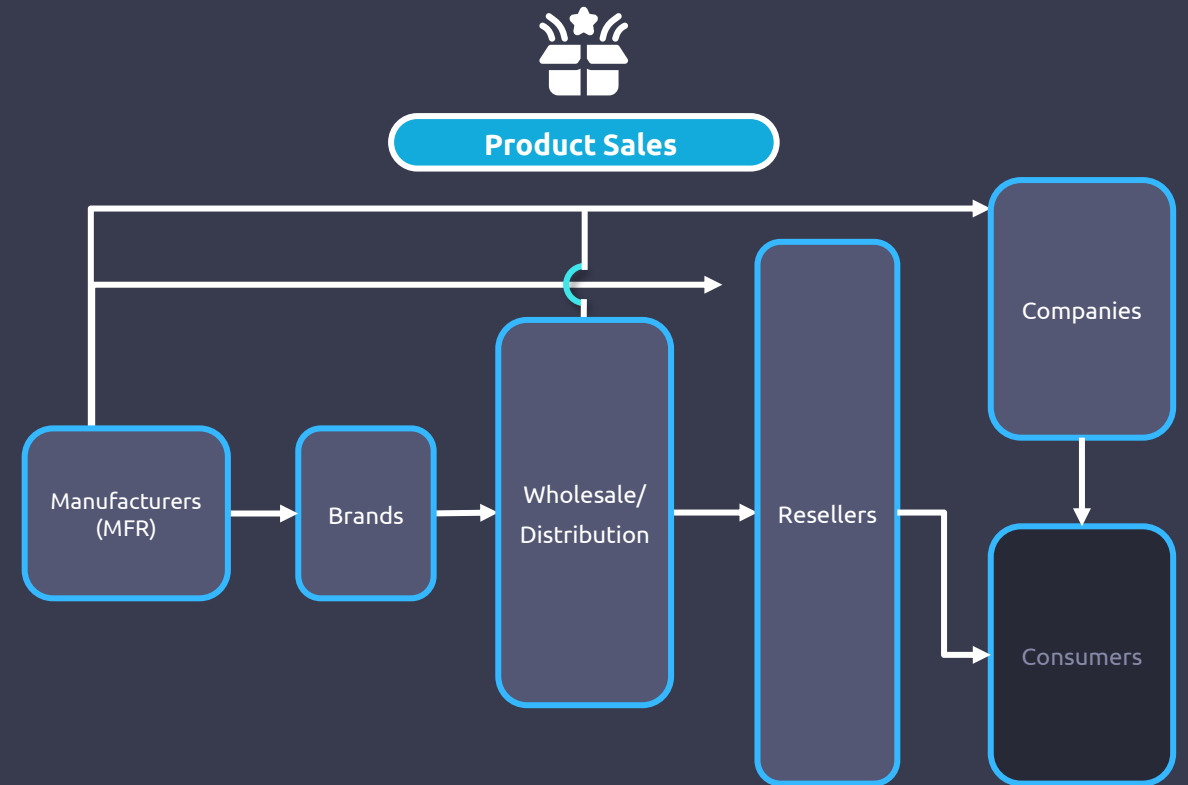 Product Sales
Companies
Manufacturers
(MFR)
Brands
Wholesale/
Distribution
Resellers
Consumers